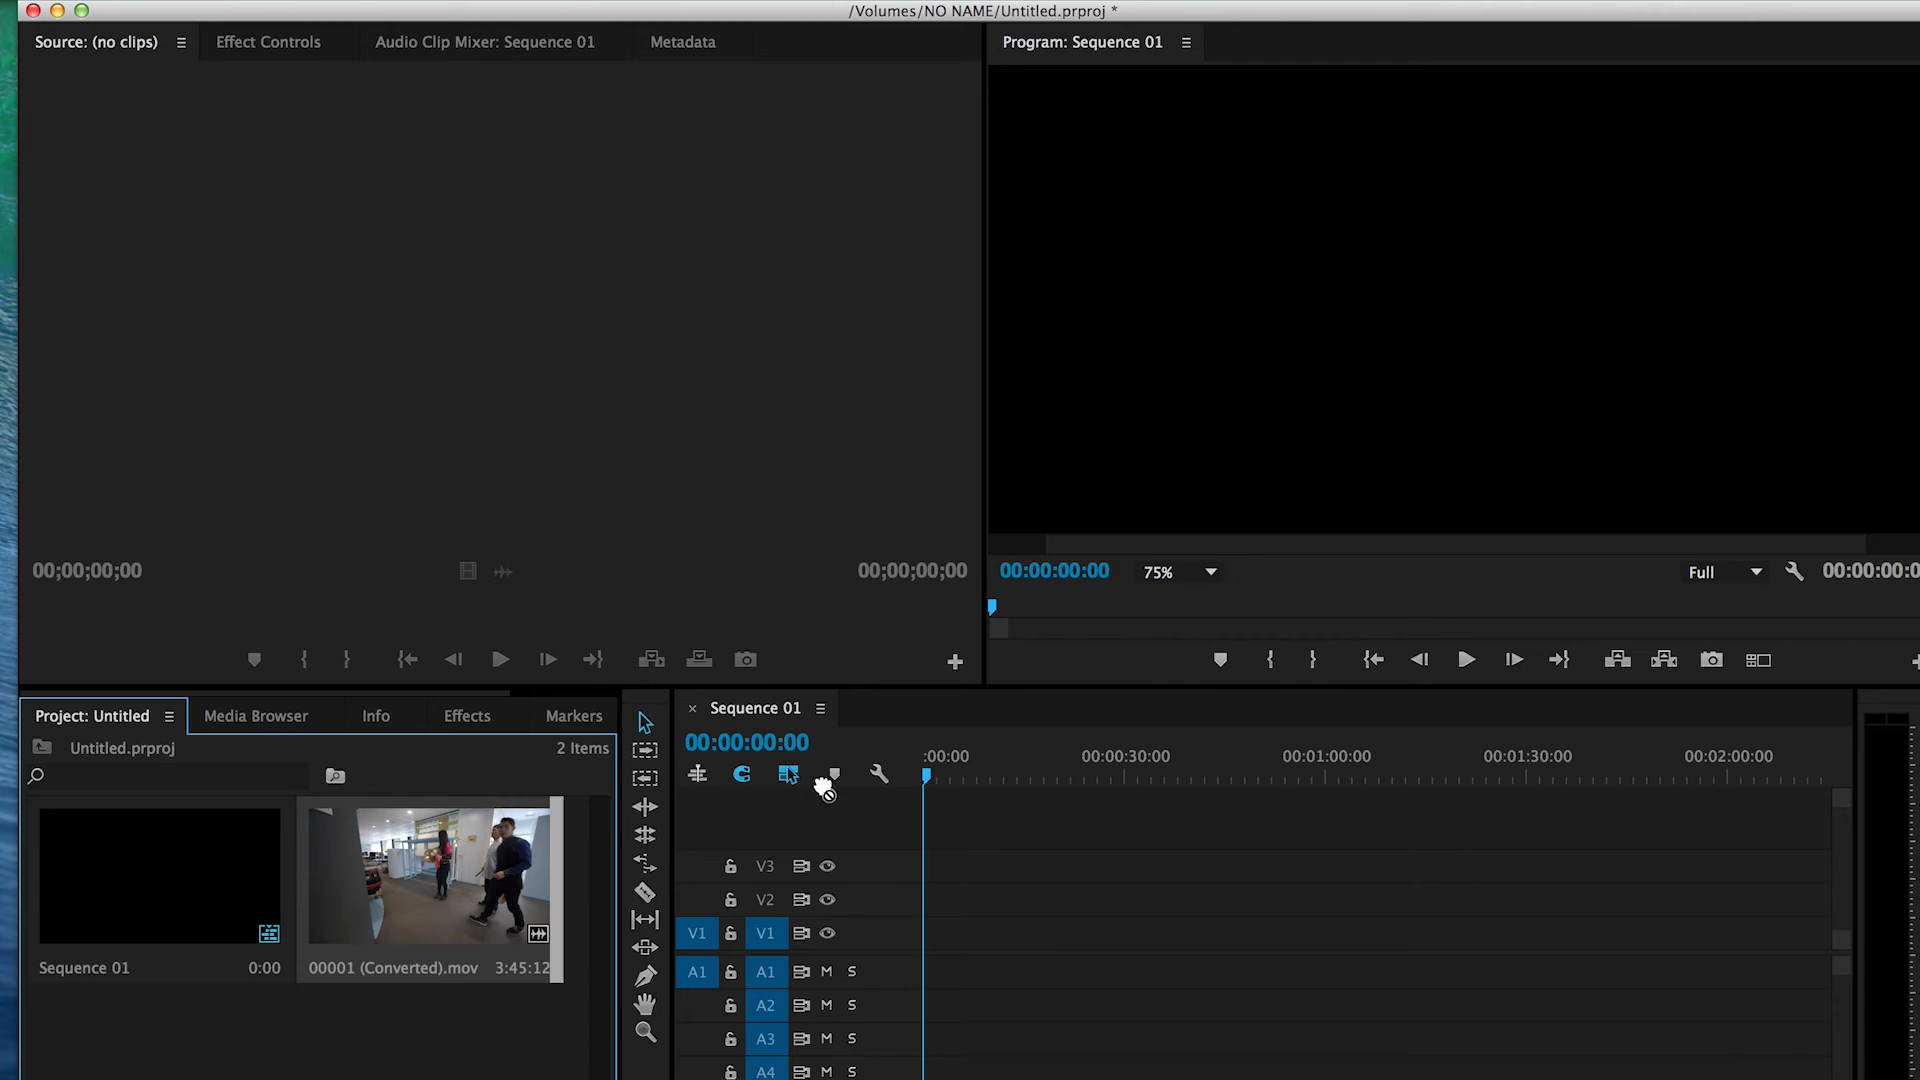 /Volumes/NO NAME/Untitled.prproj *
Source: (no clips)
Effect Controls
Audio Clip Mixer: Sequence 01
Metadata
Program: Sequence 01
00;00;00;00
00;00;00;00
00:00:00:00
75%
Full
00:00:00:0
Project: Untitled
Media Browser
Info
Effects
Markers
Untitled.prproj
2 Items
Sequence 01
0:00
00001 (Converted).mov
3:45:12
Sequence 01
00:00:00:00
:00:00
00:00:30:00
00:01:00:00
00:01:30:00
00:02:00:00
V3
V2
V1 V1
A1 A1 M S
A2 M S
A3 M S
A4 M S